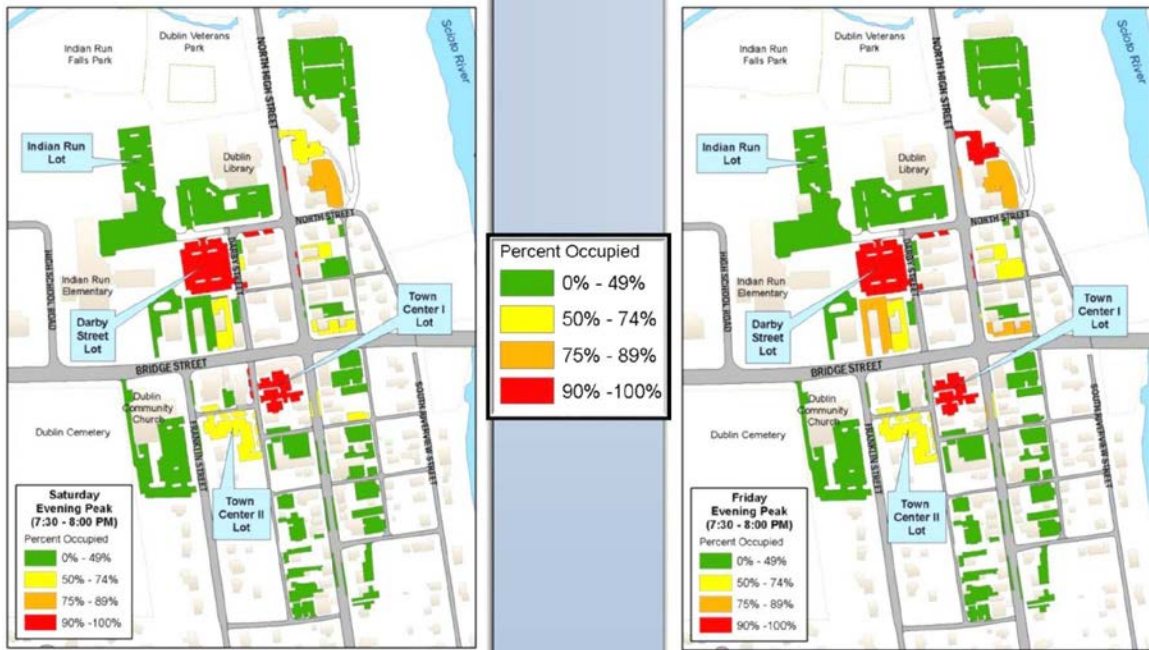 Indian Run
Falls Park
Dublin Veterans
Park
NORTH HIGH STREET
Scioto River
Indian Run
Lot
Dublin
Library
NORTH STREET
HIGH SCHOOL ROAD
DARBY STREET
Indian Run
Elementary
Darby
Street
Lot
Town
Center I
Lot
BRIDGE STREET
Dublin
Community
Church
Dublin Cemetery
FRANKLIN STREET
SOUTH RIVERVIEW STREET
Town
Center II
Lot
Saturday
Evening Peak
(7:30 - 8:00 PM)
Percent Occupied
0% - 49%
50% - 74%
75% - 89%
90% -100%
Percent Occupied
0% - 49%
50% - 74%
75% - 89%
90% -100%
Indian Run
Falls Park
Dublin Veterans
Park
NORTH HIGH STREET
Scioto River
Indian Run
Lot
Dublin
Library
NORTH STREET
HIGH SCHOOL ROAD
DARBY STREET
Indian Run
Elementary
Darby
Street
Lot
Town
Center I
Lot
BRIDGE STREET
Dublin
Community
Church
Dublin Cemetery
FRANKLIN STREET
SOUTH RIVERVIEW STREET
Town
Center II
Lot
Friday
Evening Peak
(7:30 - 8:00 PM)
Percent Occupied
0% - 49%
50% - 74%
75% - 89%
90% -100%